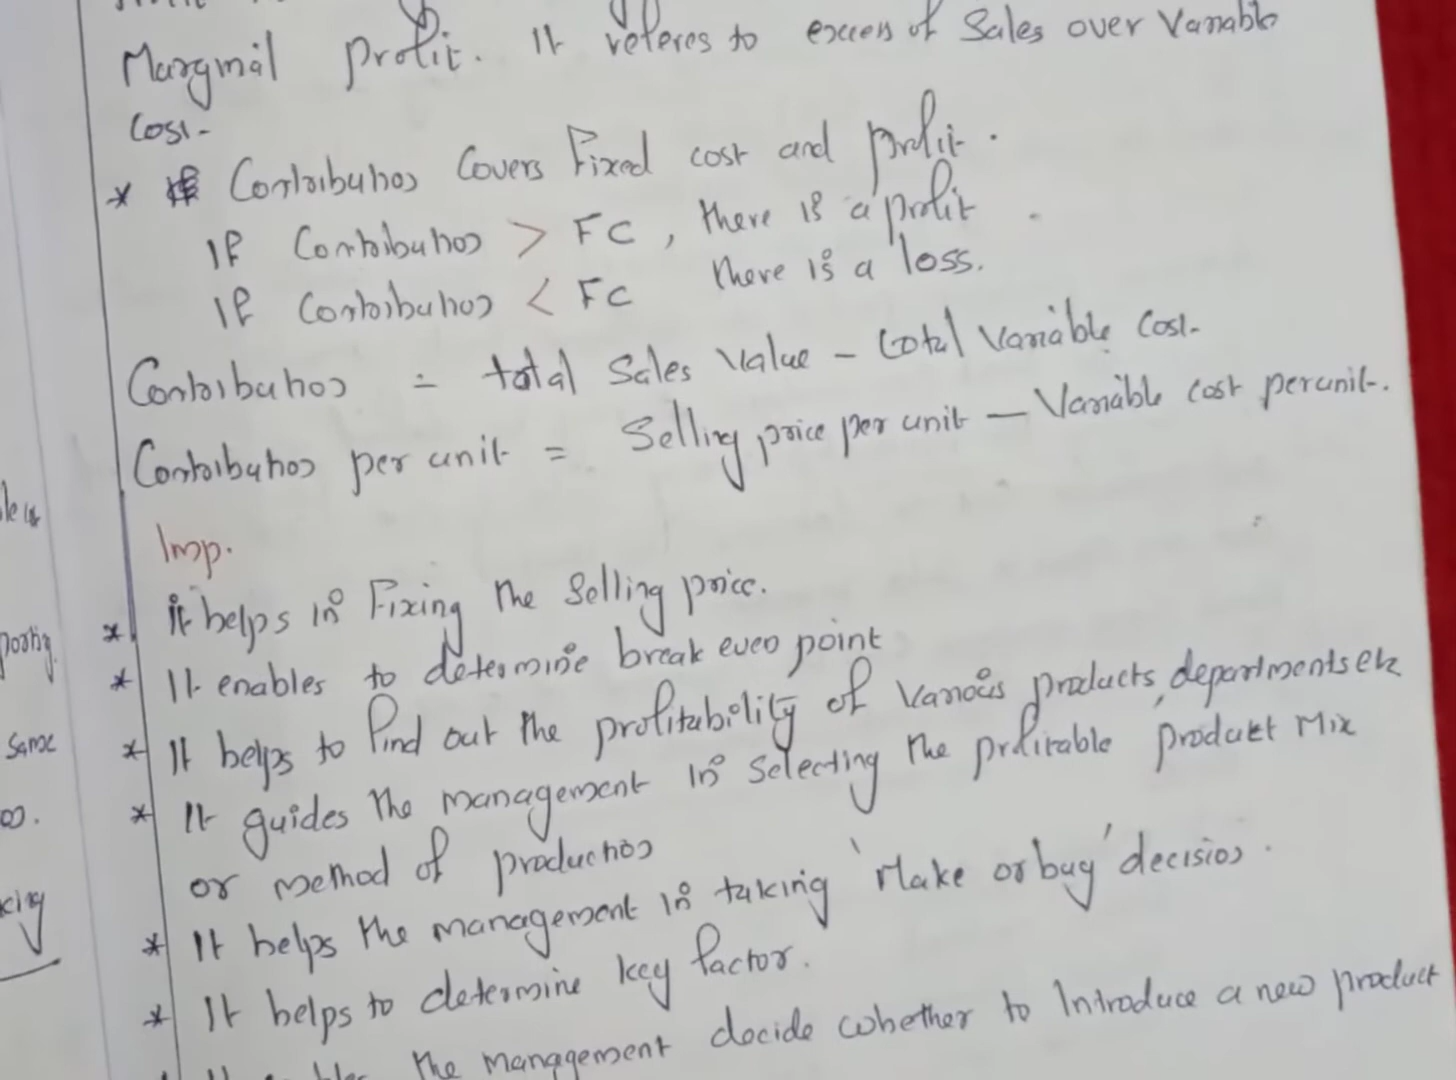 Marginal profit. It referes to excess of Sales over Variable
Cost-
* Contribution Covers Fixed cost and profit.
If Contribution > FC, there is a profit
If Contribution < FC there is a loss.
Contribution = total Sales Value - total Variable Cost-
Contribution per unit = Selling price per unit - Variable cost per unit-.
Imp.
* it helps in Fixing the Selling price.
* It enables to determine break even point
* It helps to find out the profitability of Various products, departments etc
* It guides the management in Selecting the profitable product Mix
or method of production
* It helps the management in taking 'Make or buy' decision.
* It helps to determine key factor.
the management decide whether to Introduce a new product
same